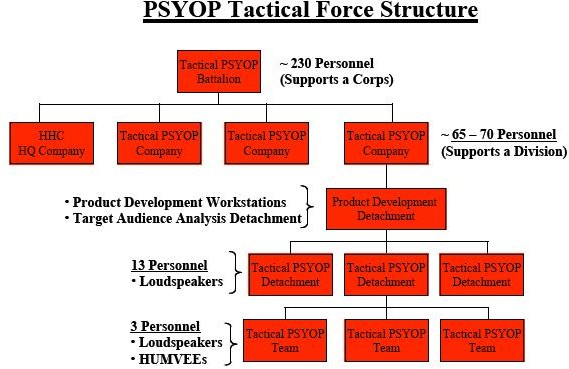 PSYOP Tactical Force Structure
Tactical PSYOP
Battalion
~ 230 Personnel
(Supports a Corps)
HHC
HQ Company
Tactical PSYOP
Company
Tactical PSYOP
Company
Tactical PSYOP
Company
~ 65 – 70 Personnel
(Supports a Division)
• Product Development Workstations
• Target Audience Analysis Detachment
Product Development
Detachment
13 Personnel
• Loudspeakers
Tactical PSYOP
Detachment
Tactical PSYOP
Detachment
Tactical PSYOP
Detachment
3 Personnel
• Loudspeakers
• HUMVEEs
Tactical PSYOP
Team
Tactical PSYOP
Team
Tactical PSYOP
Team